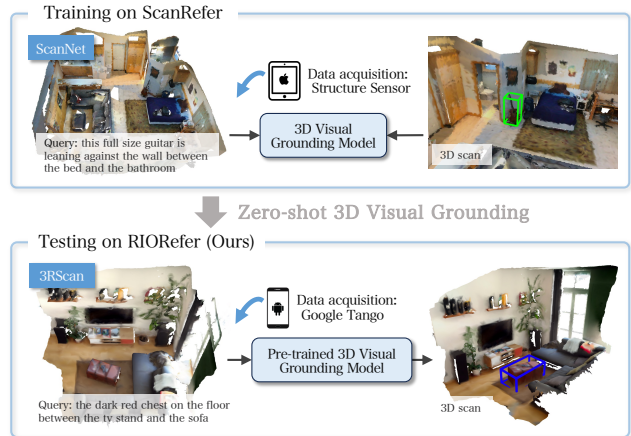 Training on ScanRefer
ScanNet
Data acquisition:
Structure Sensor
Query: this full size guitar is
leaning against the wall between
the bed and the bathroom
3D Visual
Grounding Model
3D scan
Zero-shot 3D Visual Grounding
Testing on RIORefer (Ours)
3RScan
Data acquisition:
Google Tango
Pre-trained 3D Visual
Grounding Model
Query: the dark red chest on the floor
between the tv stand and the sofa
3D scan